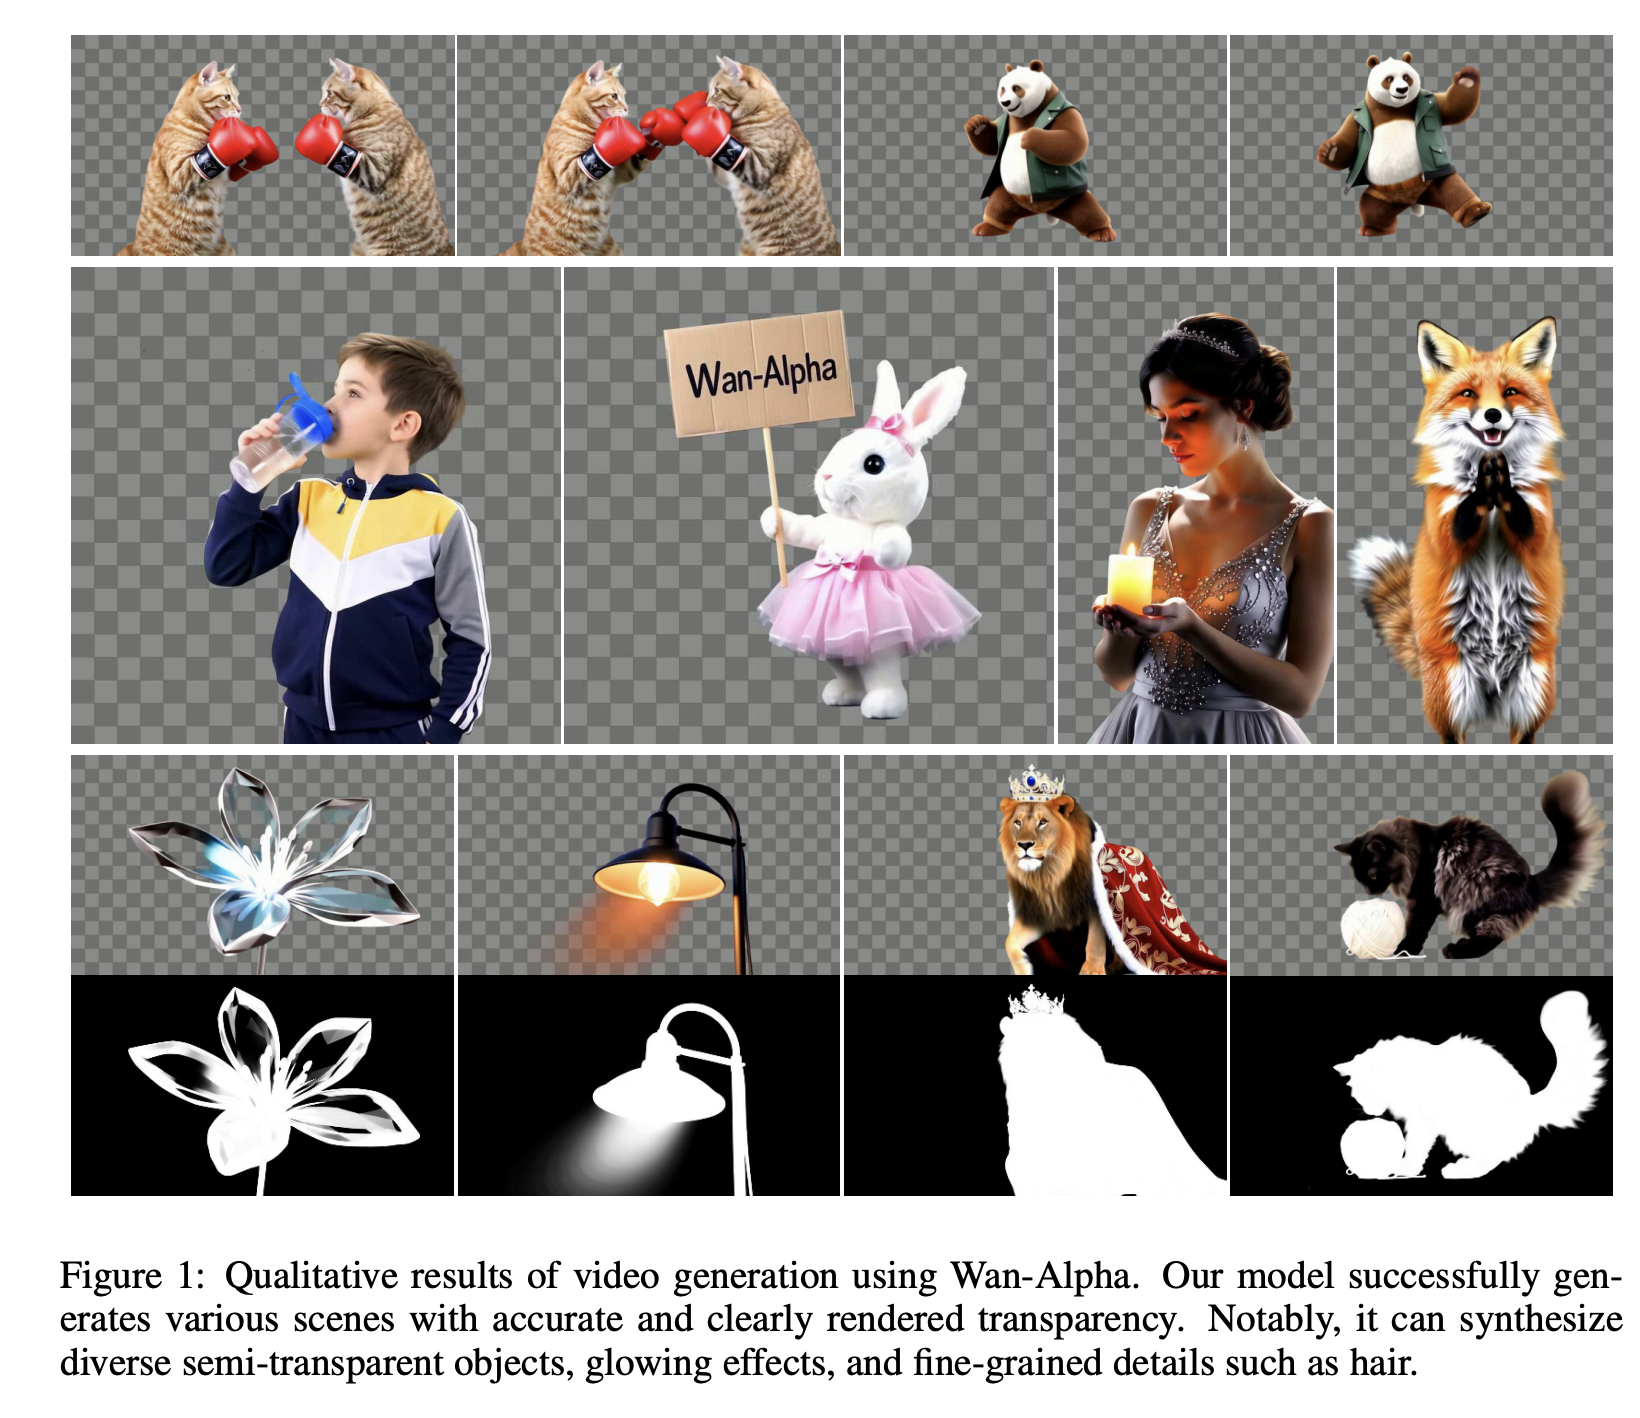 Wan-Alpha
Figure 1: Qualitative results of video generation using Wan-Alpha. Our model successfully gen-
erates various scenes with accurate and clearly rendered transparency. Notably, it can synthesize
diverse semi-transparent objects, glowing effects, and fine-grained details such as hair.